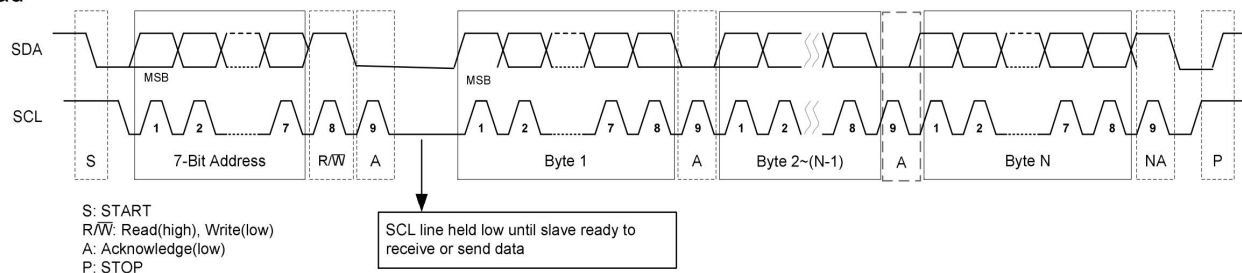 SDA
MSB
MSB
SCL
1 2 7 8 9 1 2 7 8 9 1 2 8 9 1 2 7 8 9
S 7-Bit Address R/W̅ A Byte 1 A Byte 2~(N-1) A Byte N NA P
S: START
R/W̅: Read(high), Write(low)
A: Acknowledge(low)
P: STOP
SCL line held low until slave ready to
receive or send data